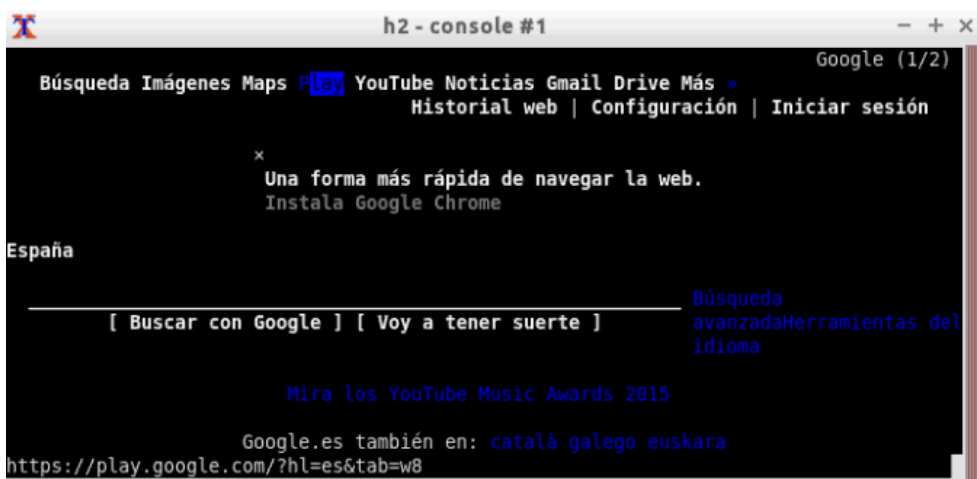 h2 - console #1
Google (1/2)
Búsqueda Imágenes Maps Play YouTube Noticias Gmail Drive Más »
Historial web | Configuración | Iniciar sesión
×
Una forma más rápida de navegar la web.
Instala Google Chrome
España
Búsqueda
[ Buscar con Google ] [ Voy a tener suerte ] avanzadaHerramientas del
idioma
Mira los YouTube Music Awards 2015
Google.es también en: català galego euskara
https://play.google.com/?hl=es&tab=w8